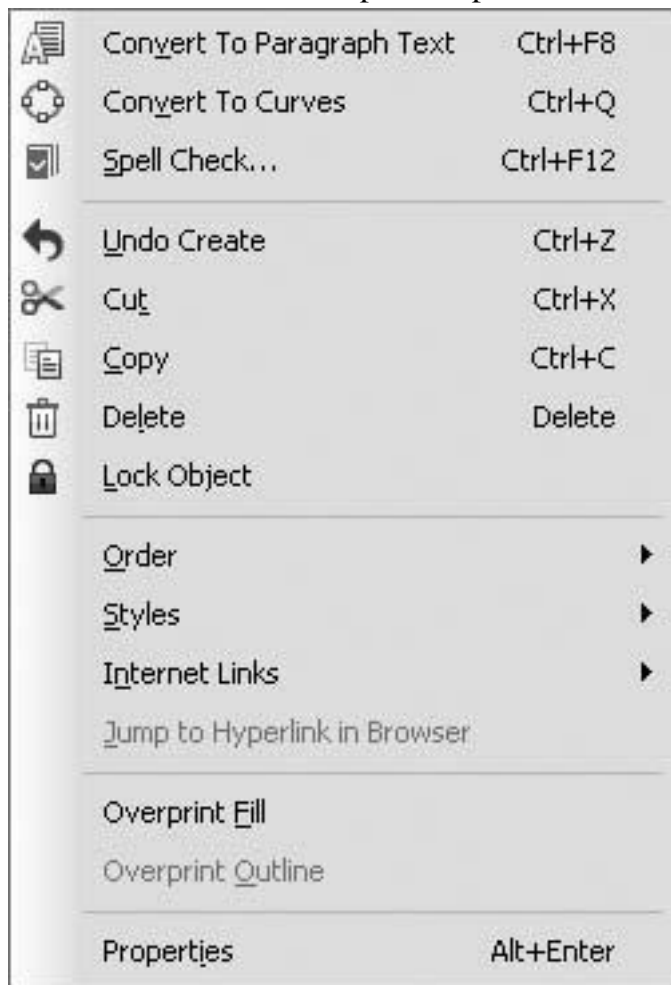 Convert To Paragraph Text Ctrl+F8
Convert To Curves Ctrl+Q
Spell Check... Ctrl+F12
Undo Create Ctrl+Z
Cut Ctrl+X
Copy Ctrl+C
Delete Delete
Lock Object
Order
Styles
Internet Links
Jump to Hyperlink in Browser
Overprint Fill
Overprint Outline
Properties Alt+Enter